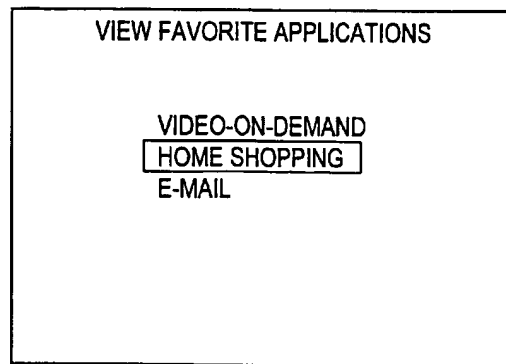 VIEW FAVORITE APPLICATIONS
VIDEO-ON-DEMAND
HOME SHOPPING
E-MAIL